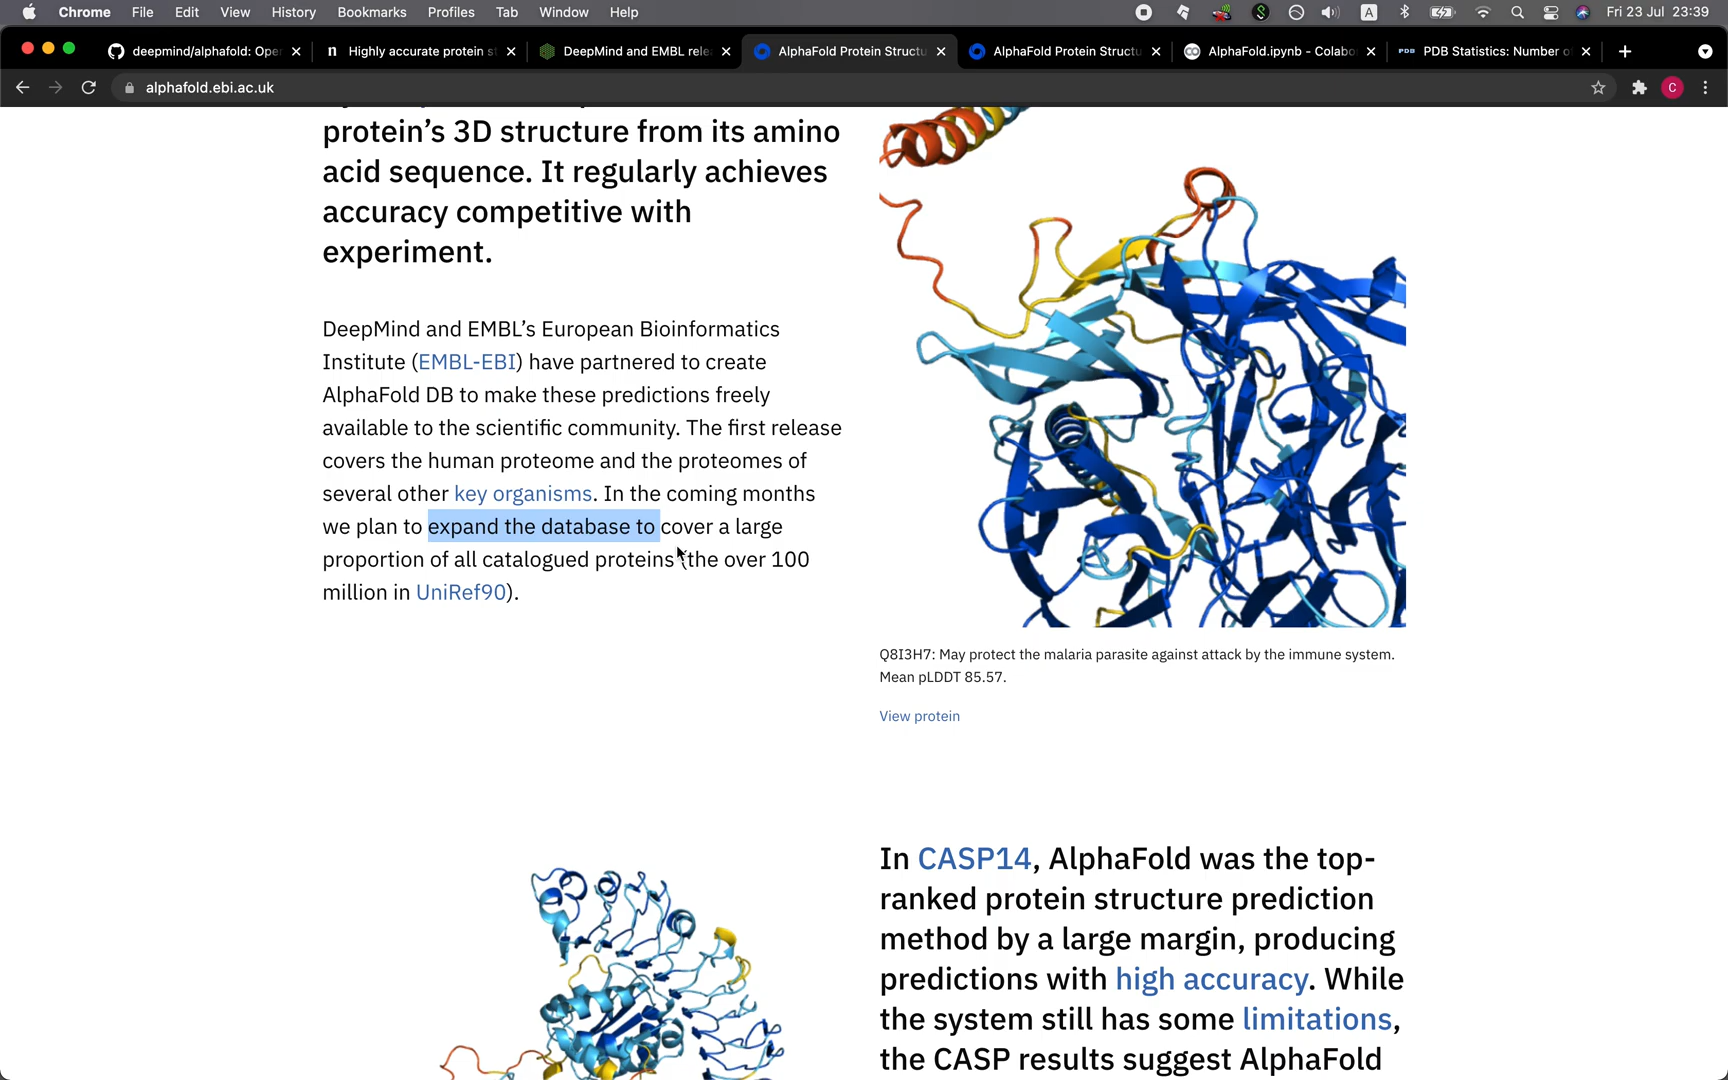 Chrome File Edit View History Bookmarks Profiles Tab Window Help A Fri 23 Jul 23:39
deepmind/alphafold: Ope
Highly accurate protein s
DeepMind and EMBL rele
AlphaFold Protein Structu
AlphaFold Protein Structu
AlphaFold.ipynb - Colabo
PDB PDB Statistics: Number o
alphafold.ebi.ac.uk
C
protein’s 3D structure from its amino
acid sequence. It regularly achieves
accuracy competitive with
experiment.
DeepMind and EMBL’s European Bioinformatics
Institute (EMBL-EBI) have partnered to create
AlphaFold DB to make these predictions freely
available to the scientific community. The first release
covers the human proteome and the proteomes of
several other key organisms. In the coming months
we plan to expand the database to cover a large
proportion of all catalogued proteins (the over 100
million in UniRef90).
Q8I3H7: May protect the malaria parasite against attack by the immune system.
Mean pLDDT 85.57.
View protein
In CASP14, AlphaFold was the top-
ranked protein structure prediction
method by a large margin, producing
predictions with high accuracy. While
the system still has some limitations,
the CASP results suggest AlphaFold